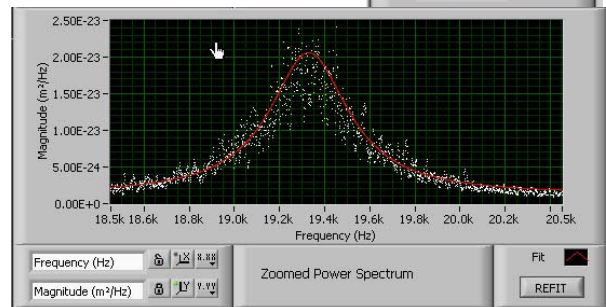 2.50E-23
2.00E-23
1.50E-23
1.00E-23
5.00E-24
0.00E+0
Magnitude (m²/Hz)
18.5k 18.6k 18.8k 19.0k 19.2k 19.4k 19.6k 19.8k 20.0k 20.2k 20.5k
Frequency (Hz)
Frequency (Hz)
X.XX
Magnitude (m²/Hz)
Y.YY
Zoomed Power Spectrum
Fit
REFIT